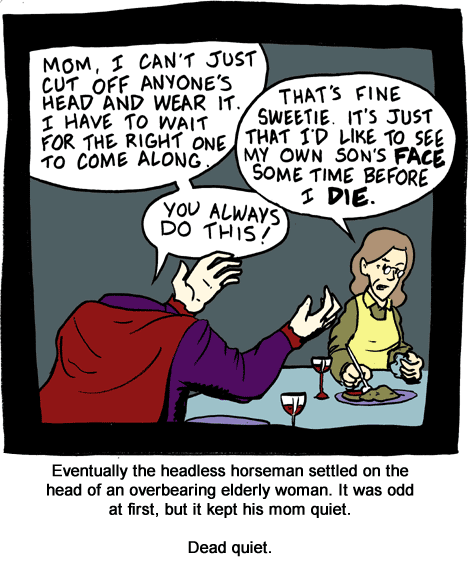 MOM, I CAN'T JUST
CUT OFF ANYONE'S
HEAD AND WEAR IT.
I HAVE TO WAIT
FOR THE RIGHT ONE
TO COME ALONG.
THAT'S FINE
SWEETIE. IT'S JUST
THAT I'D LIKE TO SEE
MY OWN SON'S FACE
SOME TIME BEFORE
I DIE.
YOU ALWAYS
DO THIS!
Eventually the headless horseman settled on the
head of an overbearing elderly woman. It was odd
at first, but it kept his mom quiet.
Dead quiet.